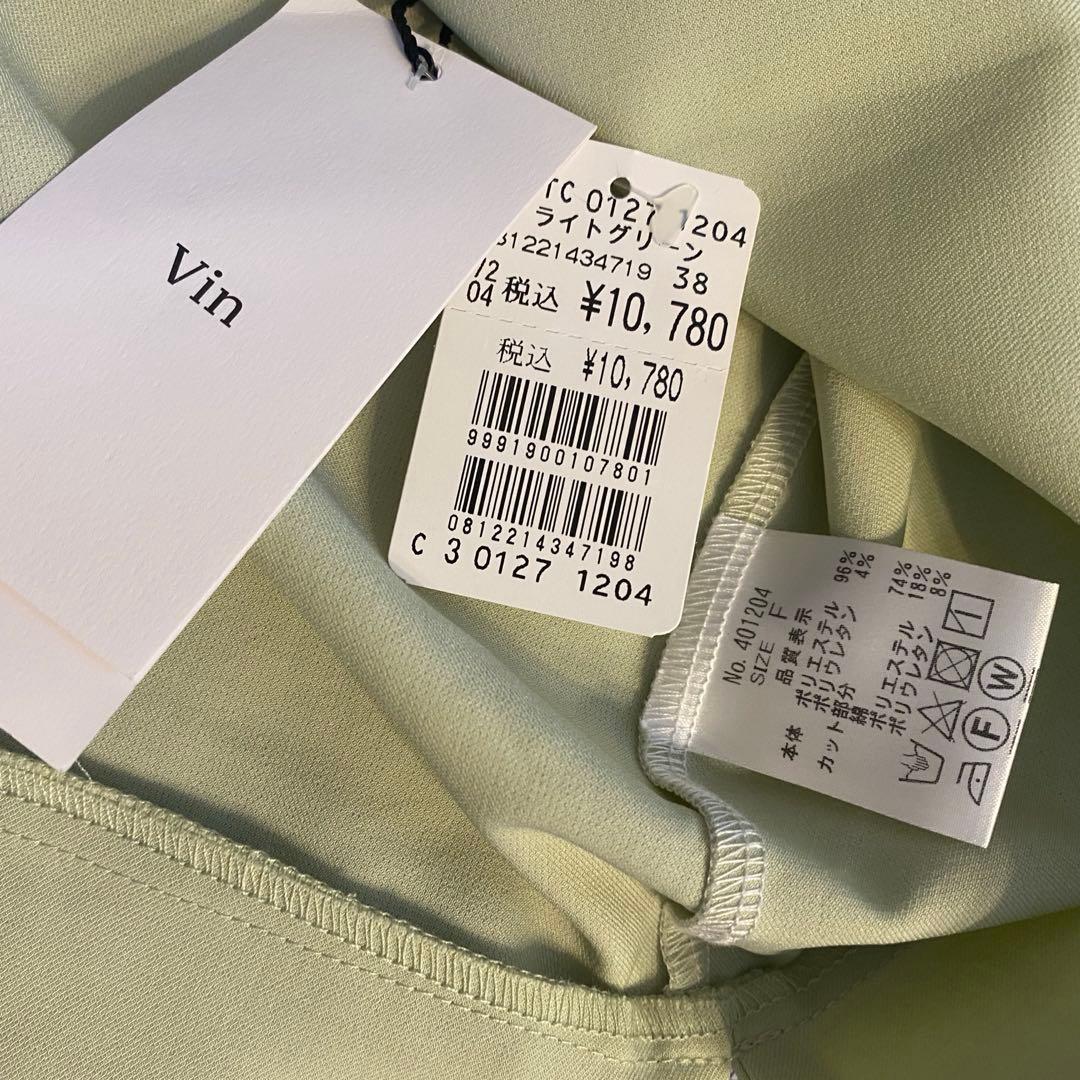 Vin
TC 0127 1204
ライトグリーン
31221434719 38
12
04 税込 ¥10,780
税込 ¥10,780
9991900107801
0812214347198
C 3 0127 1204
No. 401204
SIZE F
品質表示
本体 ポリエステル 96%
ポリウレタン 4%
カット部分
綿 74%
ポリエステル 18%
ポリウレタン 8%
F
W